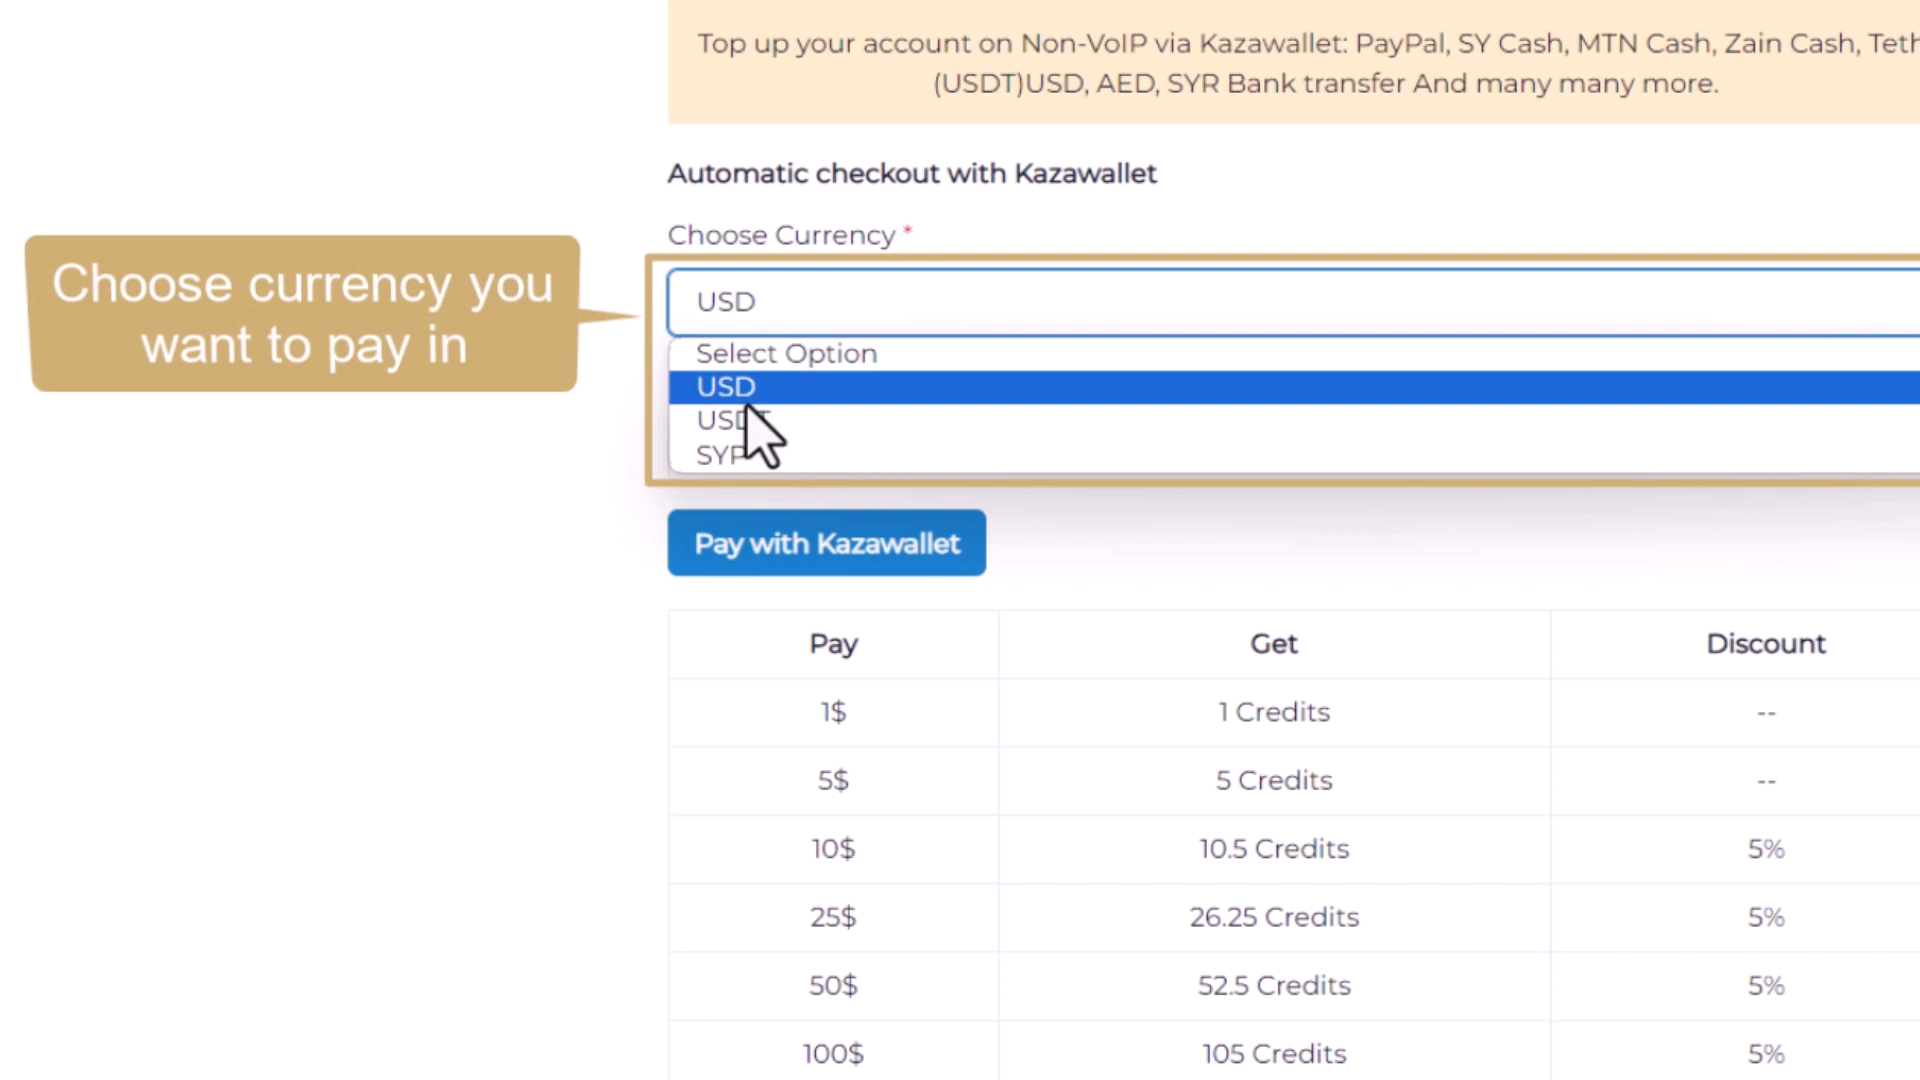 Top up your account on Non-VoIP via Kazawallet: PayPal, SY Cash, MTN Cash, Zain Cash, Teth
(USDT)USD, AED, SYR Bank transfer And many many more.
Automatic checkout with Kazawallet
Choose Currency *
Choose currency you
want to pay in
USD
Select Option
USD
USDT
SYP
Pay with Kazawallet
Pay Get Discount
1$ 1 Credits --
5$ 5 Credits --
10$ 10.5 Credits 5%
25$ 26.25 Credits 5%
50$ 52.5 Credits 5%
100$ 105 Credits 5%